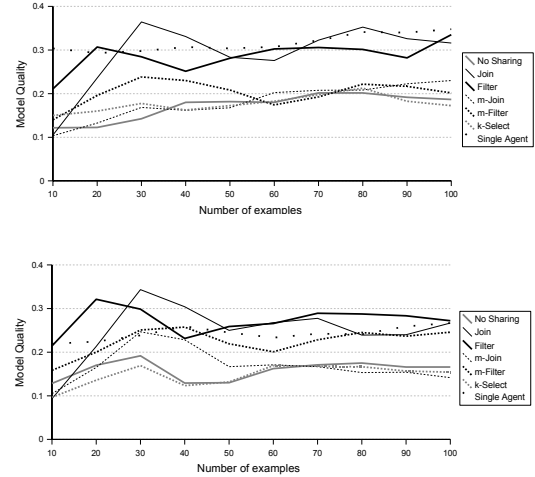 0.4
0.3
0.2
0.1
0
Model Quality
10 20 30 40 50 60 70 80 90 100
Number of examples
No Sharing
Join
Filter
m-Join
m-Filter
k-Select
Single Agent
0.4
0.3
0.2
0.1
0
Model Quality
10 20 30 40 50 60 70 80 90 100
Number of examples
No Sharing
Join
Filter
m-Join
m-Filter
k-Select
Single Agent